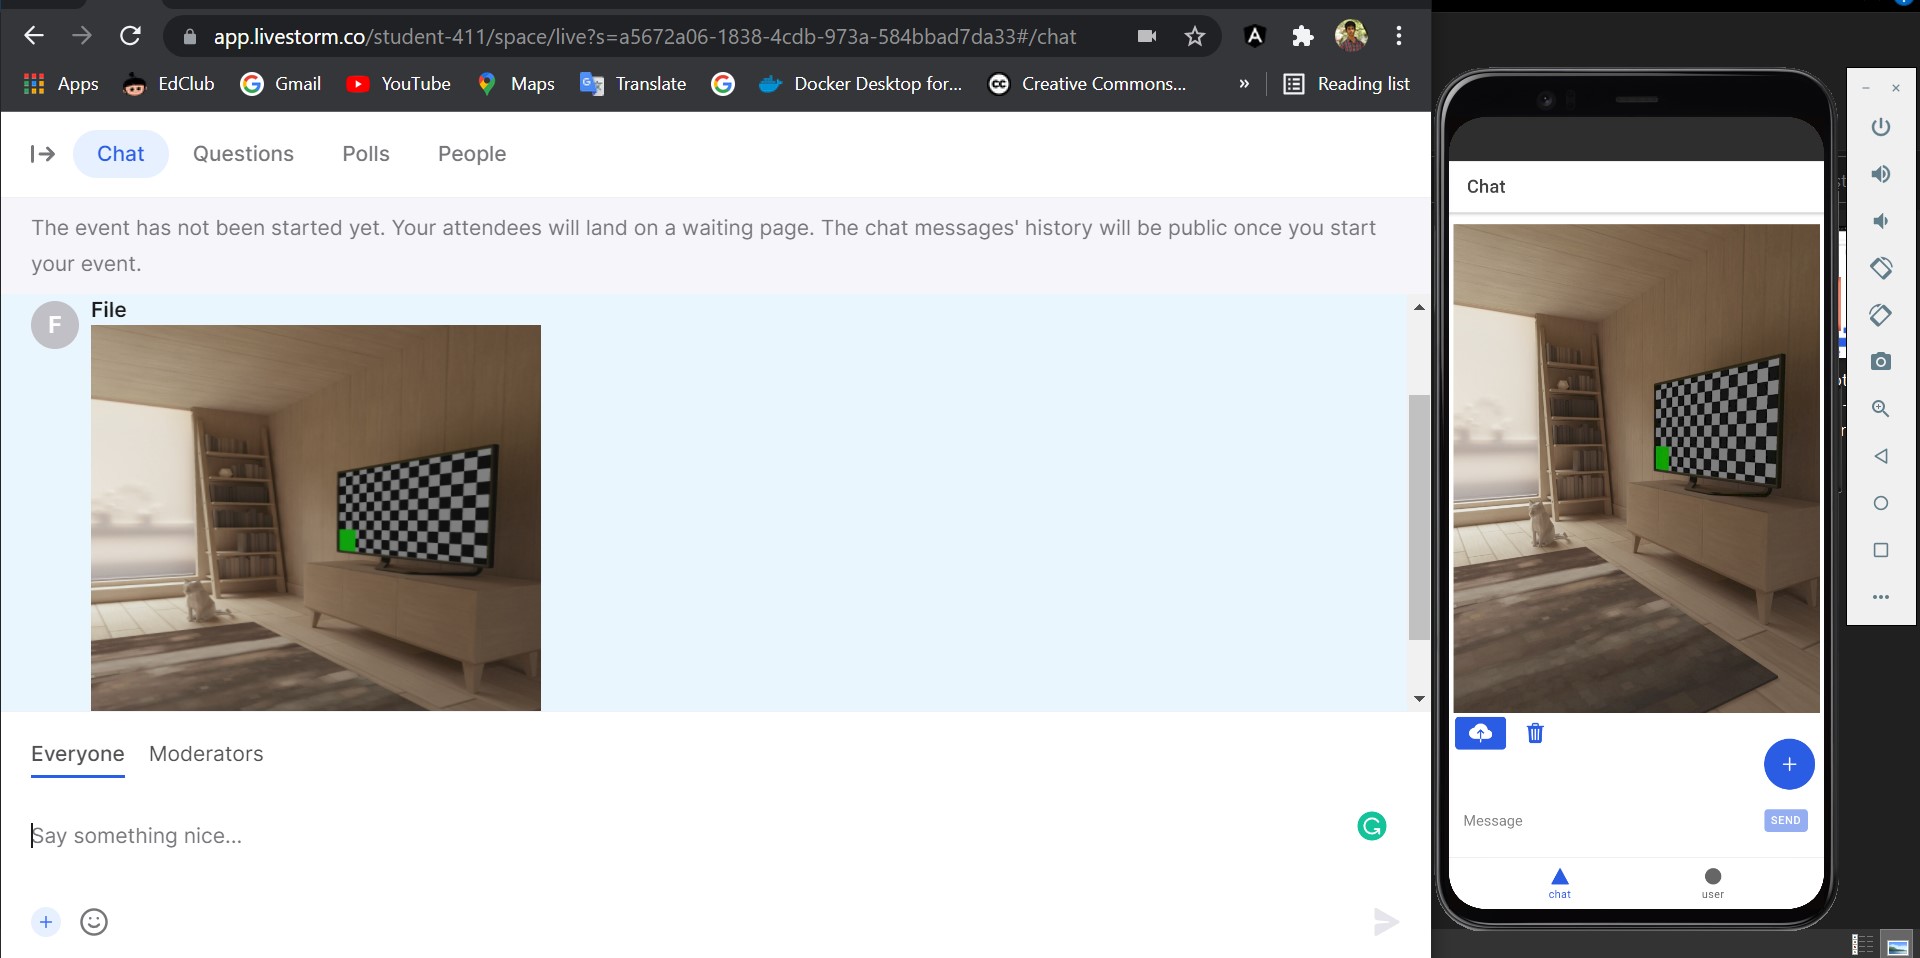 app.livestorm.co/student-411/space/live?s=a5672a06-1838-4cdb-973a-584bbad7da33#/chat
Apps EdClub Gmail YouTube Maps Translate Docker Desktop for... Creative Commons... » Reading list
Chat Questions Polls People
The event has not been started yet. Your attendees will land on a waiting page. The chat messages' history will be public once you start
your event.
F File
Everyone Moderators
Say something nice...
Chat
Message SEND
chat user